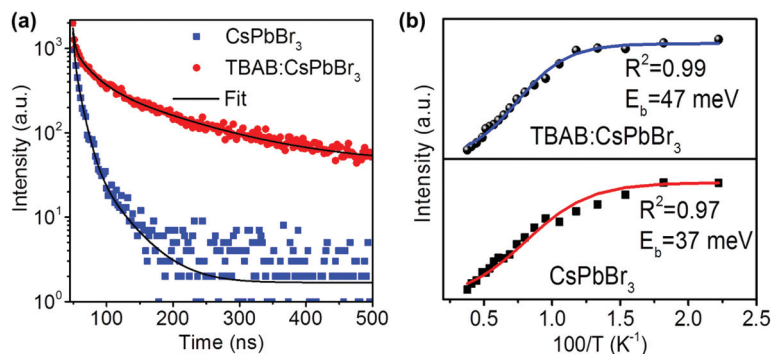 (a)
CsPbBr₃
TBAB:CsPbBr₃
Fit
Intensity (a.u.)
10³
10²
10¹
10⁰
100
200
300
400
500
Time (ns)
(b)
R²=0.99
E_b=47 meV
TBAB:CsPbBr₃
R²=0.97
E_b=37 meV
CsPbBr₃
Intensity (a.u.)
0.5
1.0
1.5
2.0
2.5
100/T (K⁻¹)